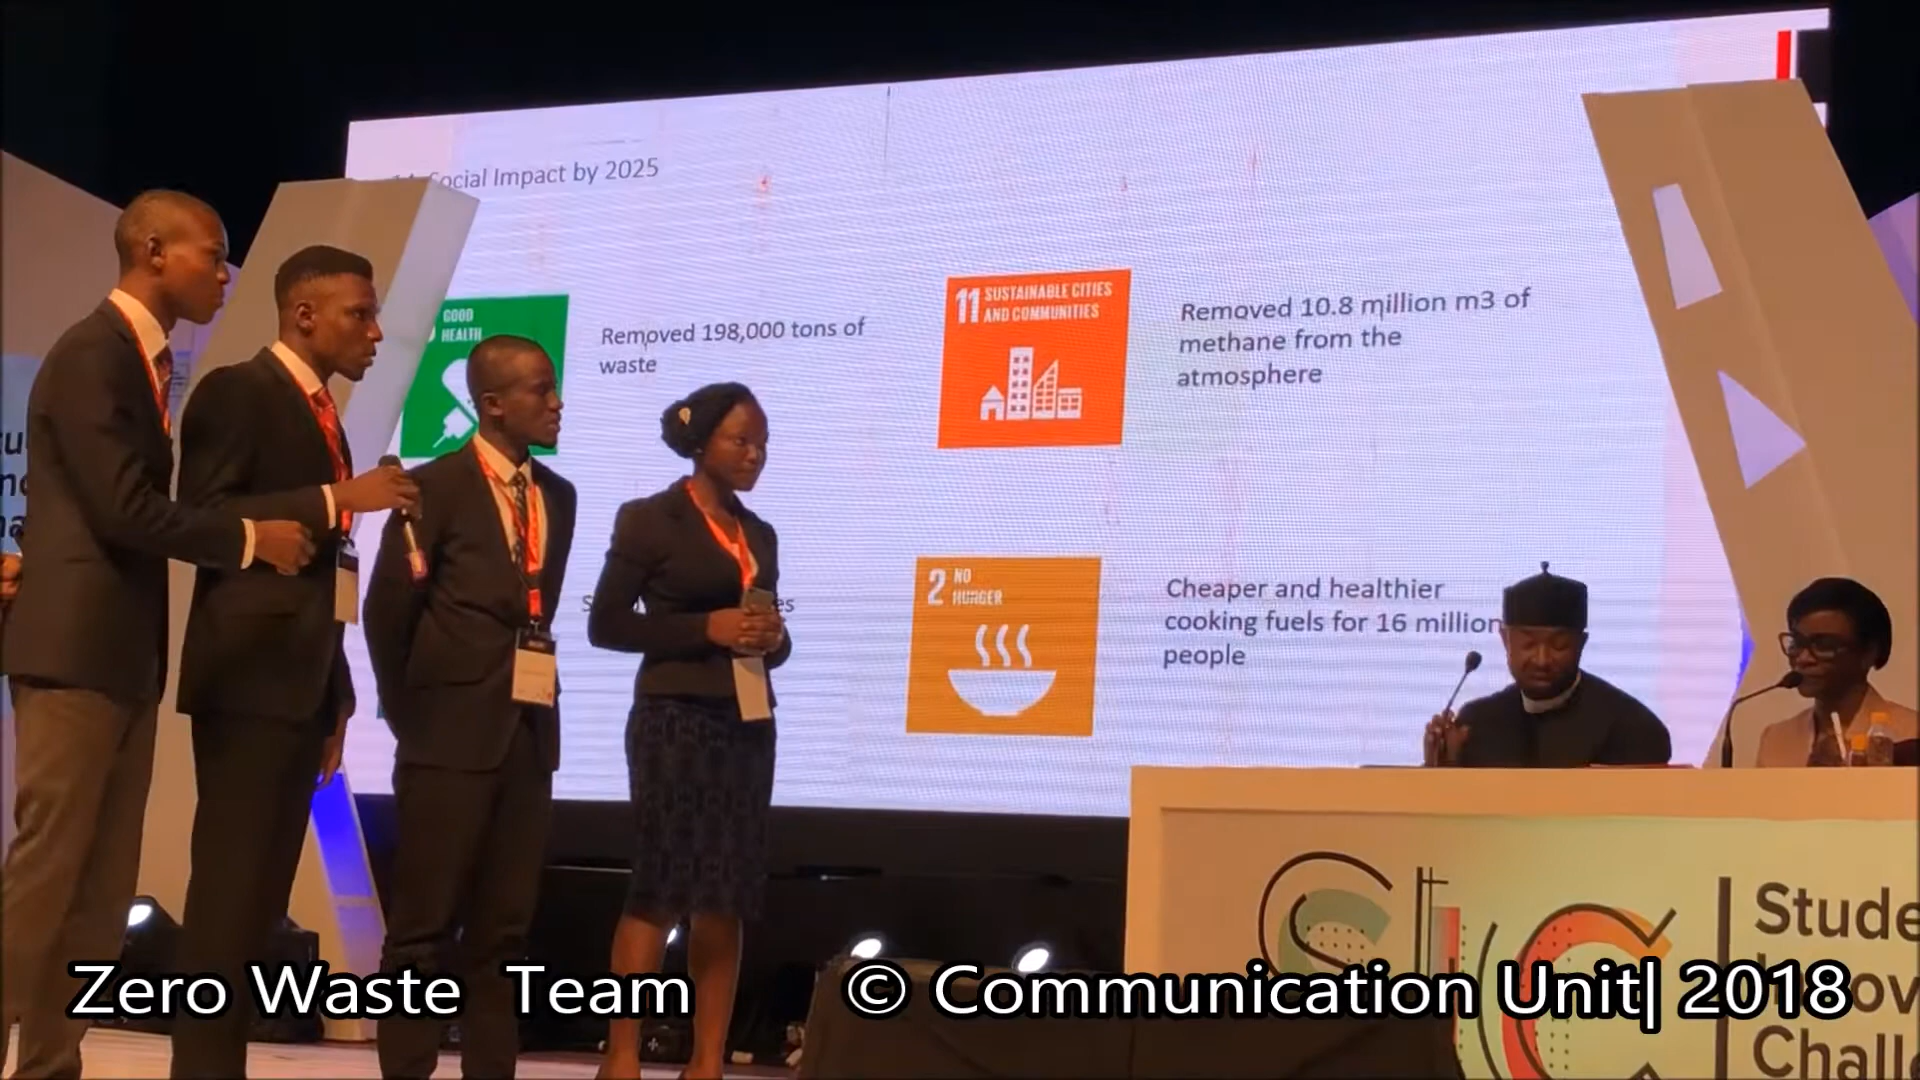 Social Impact by 2025
GOOD
HEALTH
Removed 198,000 tons of
waste
11 SUSTAINABLE CITIES
AND COMMUNITIES
Removed 10.8 million m3 of
methane from the
atmosphere
2 NO
HUNGER
Cheaper and healthier
cooking fuels for 16 million
people
SIC
Stude
Innov
Chall
Zero Waste Team © Communication Unit| 2018